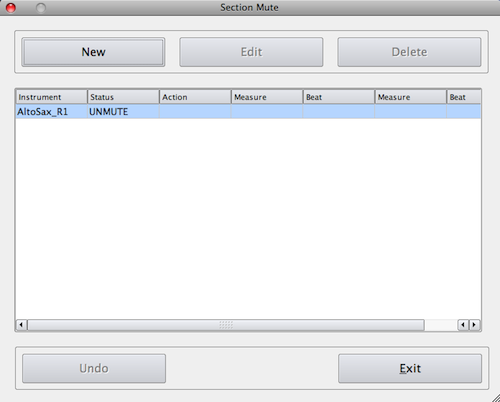 Section Mute
New Edit Delete
Instrument Status Action Measure Beat Measure Beat
AltoSax_R1 UNMUTE
Undo Exit